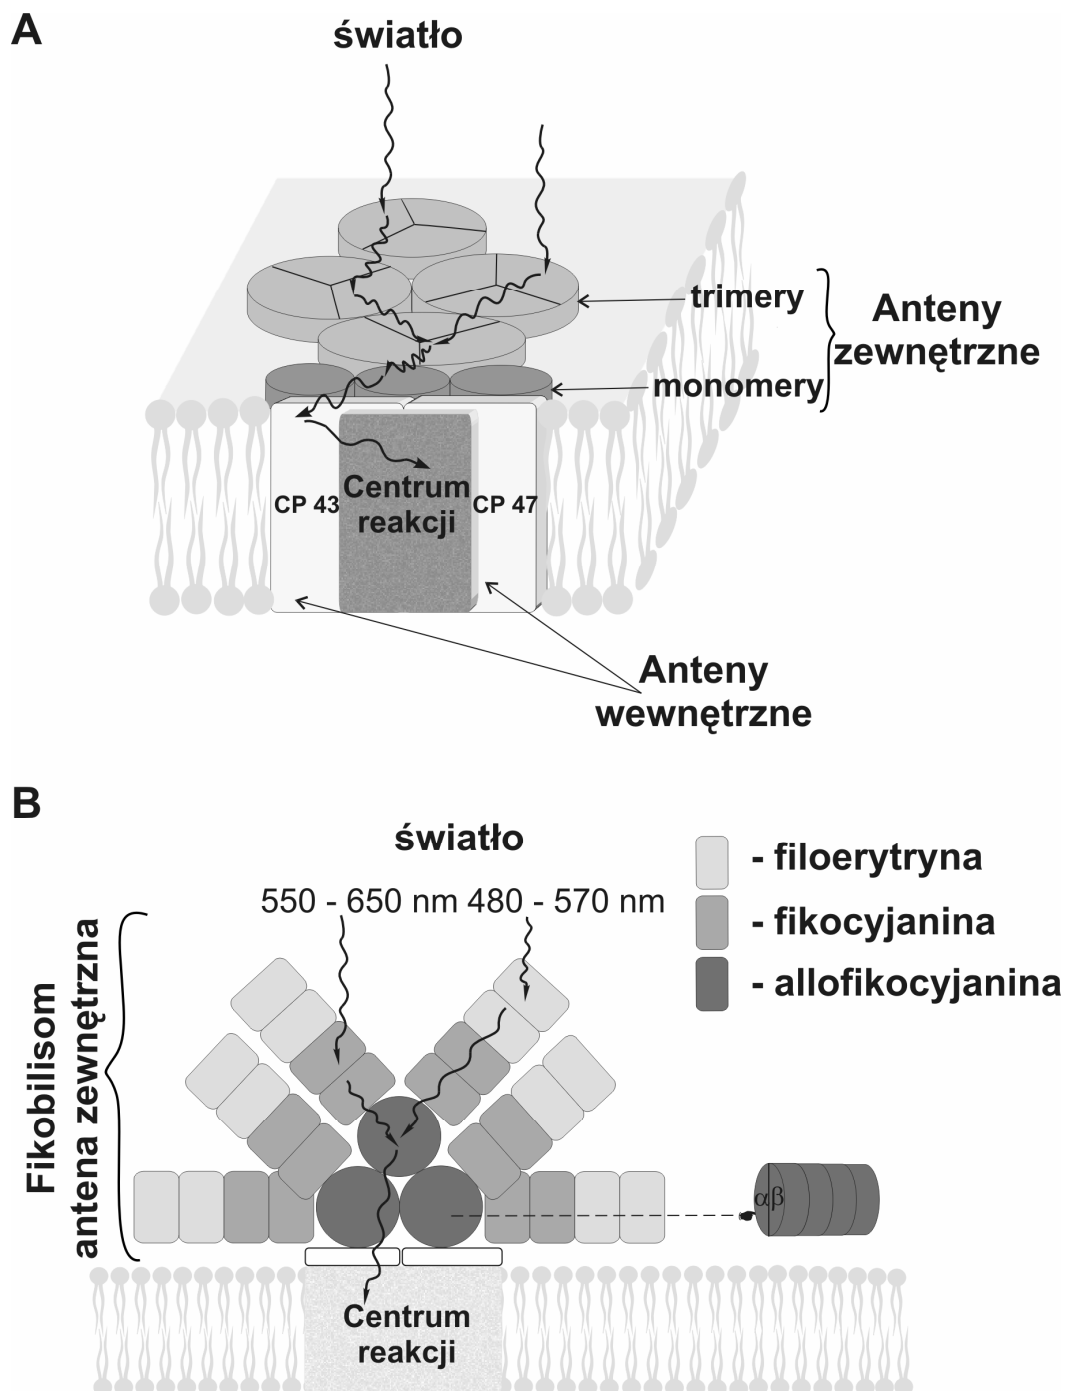 A
światło
trimery
Anteny
zewnętrzne
monomery
CP 43
Centrum
reakcji
CP 47
Anteny
wewnętrzne
B
światło
550 - 650 nm 480 - 570 nm
- filoerytryna
- fikocyjanina
- allofikocyjanina
Fikobilisom
antena zewnętrzna
α β
Centrum
reakcji